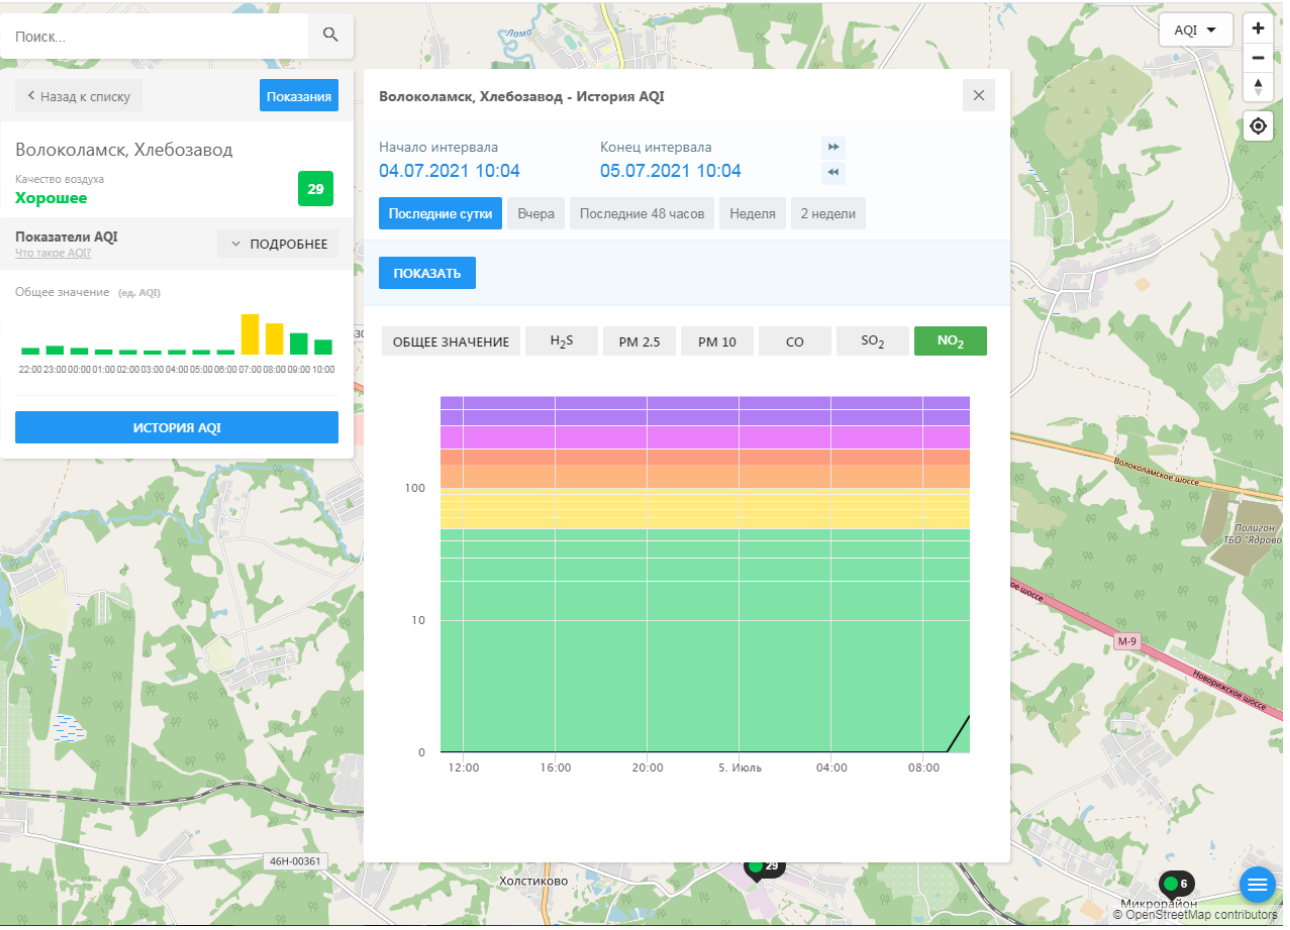 Поиск...
AQI
Назад к списку
Показания
Волоколамск, Хлебозавод
Качество воздуха
Хорошее
29
Показатели AQI
Что такое AQI?
ПОДРОБНЕЕ
Общее значение (ед. AQI)
22:00 23:00 00:00 01:00 02:00 03:00 04:00 05:00 06:00 07:00 08:00 09:00 10:00
ИСТОРИЯ AQI
Волоколамск, Хлебозавод - История AQI
Начало интервала
Конец интервала
04.07.2021 10:04
05.07.2021 10:04
Последние сутки
Вчера
Последние 48 часов
Неделя
2 недели
ПОКАЗАТЬ
ОБЩЕЕ ЗНАЧЕНИЕ
H2S
PM 2.5
PM 10
CO
SO2
NO2
100
10
0
12:00
16:00
20:00
5. Июль
04:00
08:00
Лама
Волоколамское шоссе
Полигон
ТБО "Ядрово"
М-9
Новорижское шоссе
46Н-00361
Холстиково
29
6
Микрорайон
© OpenStreetMap contributors